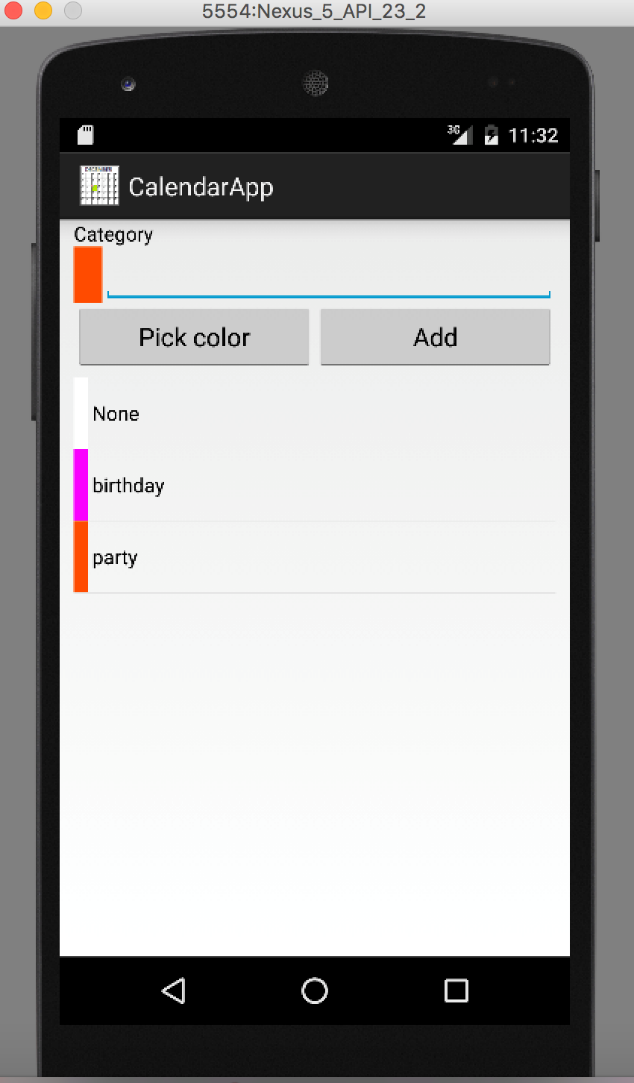 5554:Nexus_5_API_23_2
3G 11:32
CalendarApp
Category
Pick color Add
None
birthday
party